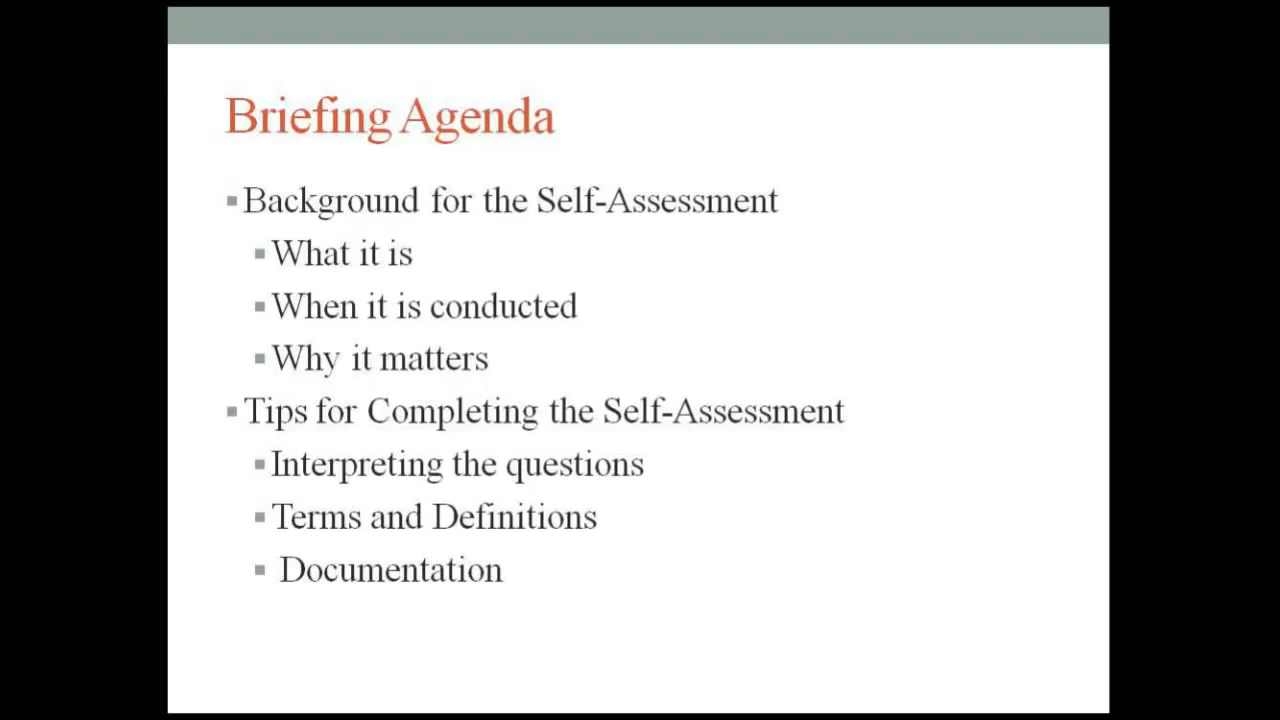 Briefing Agenda
▪ Background for the Self-Assessment
▪ What it is
▪ When it is conducted
▪ Why it matters
▪ Tips for Completing the Self-Assessment
▪ Interpreting the questions
▪ Terms and Definitions
▪ Documentation